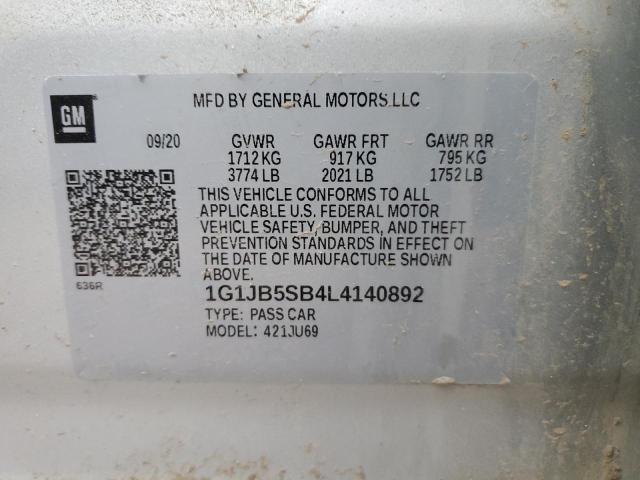 GM
MFD BY GENERAL MOTORS LLC
09/20 GVWR GAWR FRT GAWR RR
1712 KG 917 KG 795 KG
3774 LB 2021 LB 1752 LB
THIS VEHICLE CONFORMS TO ALL
APPLICABLE U.S. FEDERAL MOTOR
VEHICLE SAFETY, BUMPER, AND THEFT
PREVENTION STANDARDS IN EFFECT ON
THE DATE OF MANUFACTURE SHOWN
ABOVE.
636R
1G1JB5SB4L4140892
TYPE: PASS CAR
MODEL: 421JU69